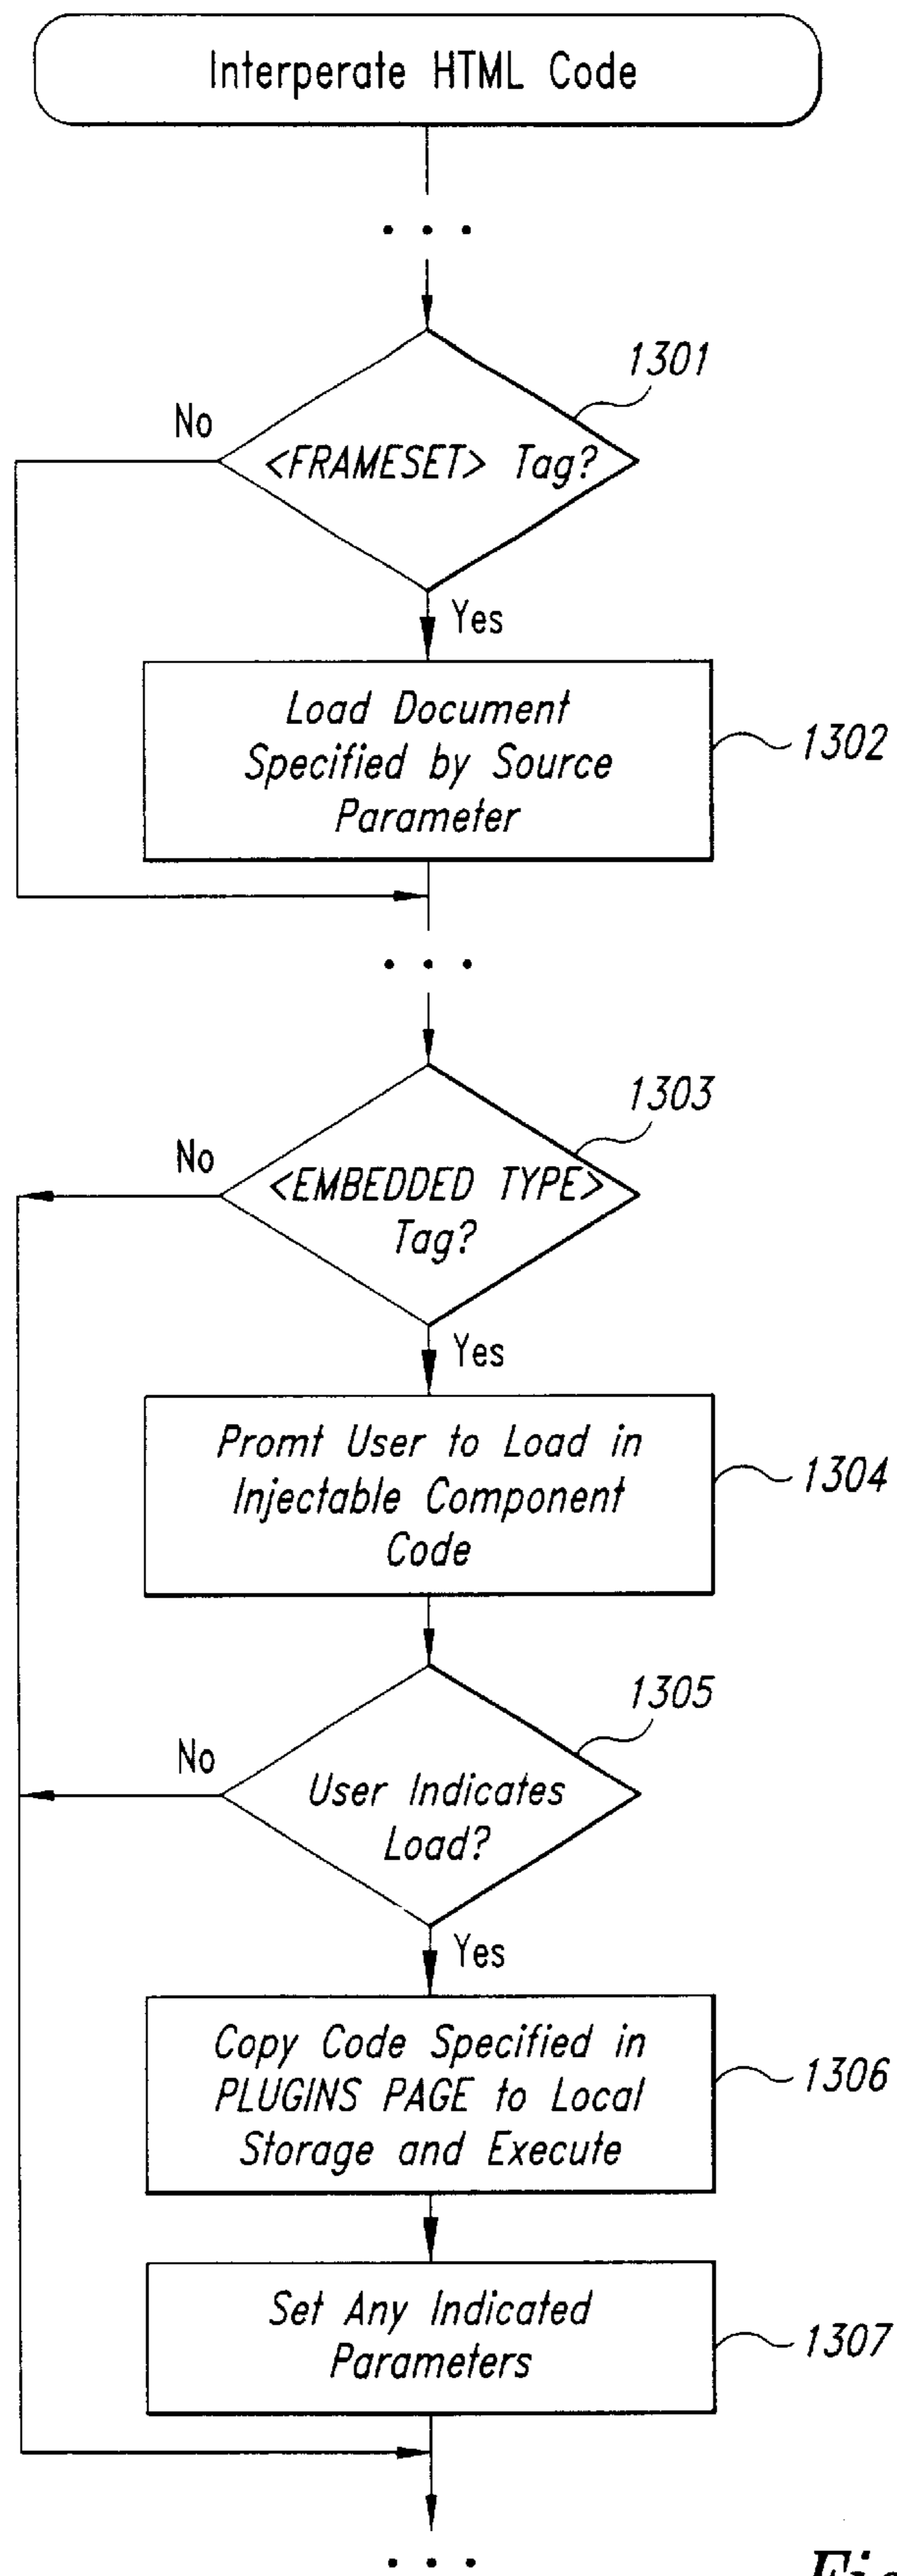 Interperate HTML Code
. . .
1301
No
<FRAMESET> Tag?
Yes
Load Document
Specified by Source
Parameter
1302
. . .
1303
No
<EMBEDDED TYPE>
Tag?
Yes
Promt User to Load in
Injectable Component
Code
1304
1305
No
User Indicates
Load?
Yes
Copy Code Specified in
PLUGINS PAGE to Local
Storage and Execute
1306
Set Any Indicated
Parameters
1307
. . .